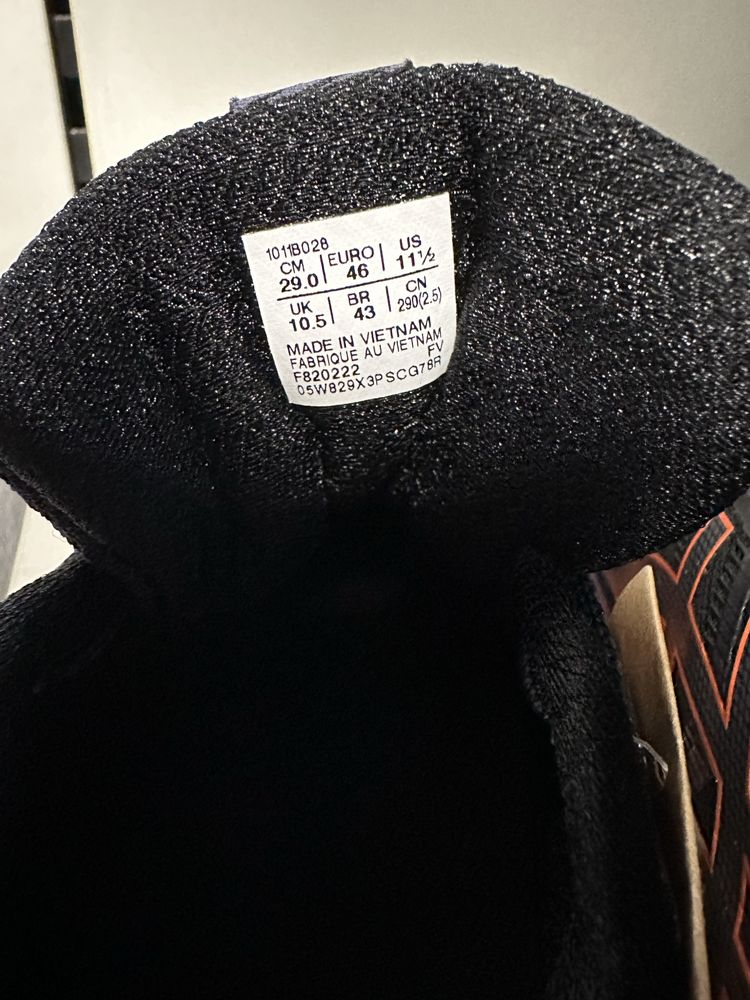 1011B028
CM EURO US
29.0 46 11½
UK BR CN
10.5 43 290(2.5)
MADE IN VIETNAM
FABRIQUE AU VIETNAM
F820222 FV
05W829X3PSCG78R